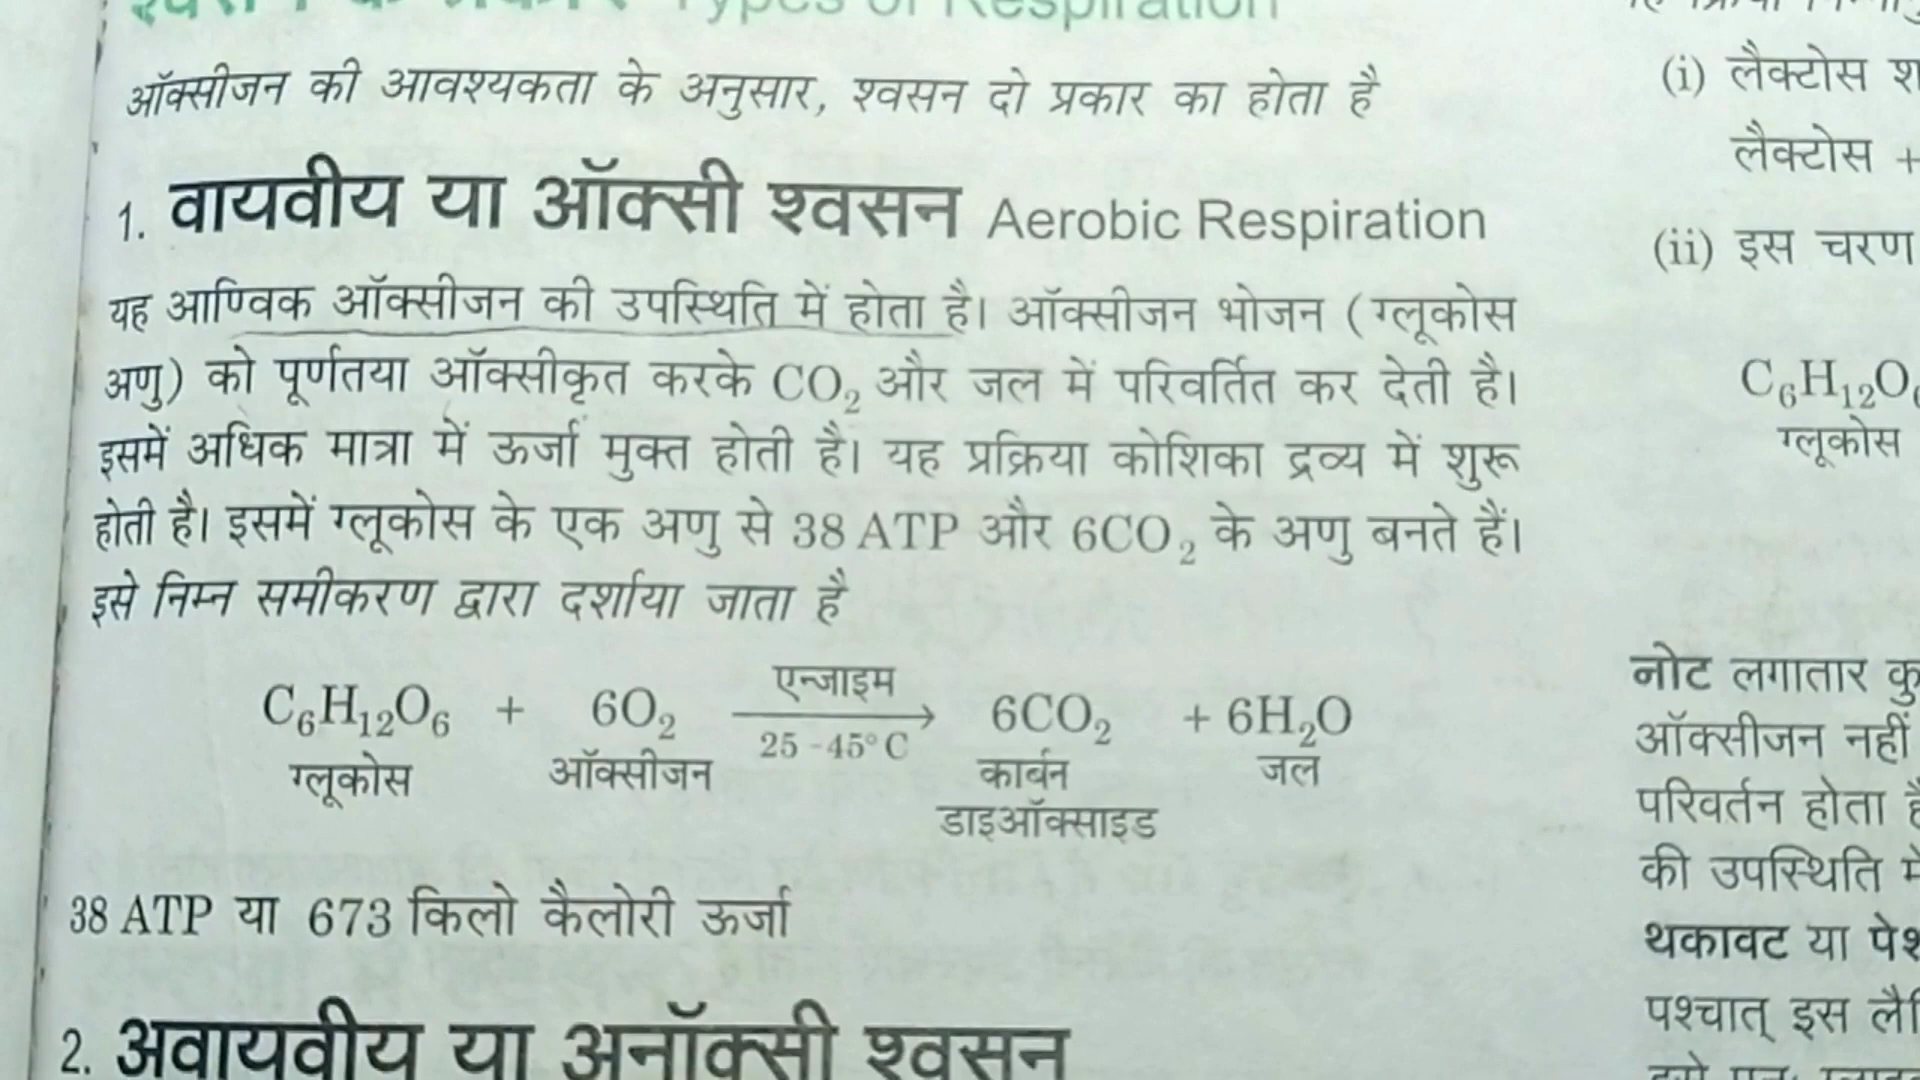 Types of Respiration
ऑक्सीजन की आवश्यकता के अनुसार, श्वसन दो प्रकार का होता है
1. वायवीय या ऑक्सी श्वसन Aerobic Respiration
यह आण्विक ऑक्सीजन की उपस्थिति में होता है। ऑक्सीजन भोजन (ग्लूकोस
अणु) को पूर्णतया ऑक्सीकृत करके CO₂ और जल में परिवर्तित कर देती है।
इसमें अधिक मात्रा में ऊर्जा मुक्त होती है। यह प्रक्रिया कोशिका द्रव्य में शुरू
होती है। इसमें ग्लूकोस के एक अणु से 38 ATP और 6CO₂ के अणु बनते हैं।
इसे निम्न समीकरण द्वारा दर्शाया जाता है
एन्जाइम
C₆H₁₂O₆ + 6O₂ ⟶ 6CO₂ + 6H₂O
25-45°C
ग्लूकोस ऑक्सीजन कार्बन जल
डाइऑक्साइड
38 ATP या 673 किलो कैलोरी ऊर्जा
2. अवायवीय या अनॉक्सी श्वसन
(i) लैक्टोस
लैक्टोस +
(ii) इस चरण
C₆H₁₂O
ग्लूकोस
नोट लगातार
ऑक्सीजन नहीं
परिवर्तन होता
की उपस्थिति
थकावट या
पश्चात् इस